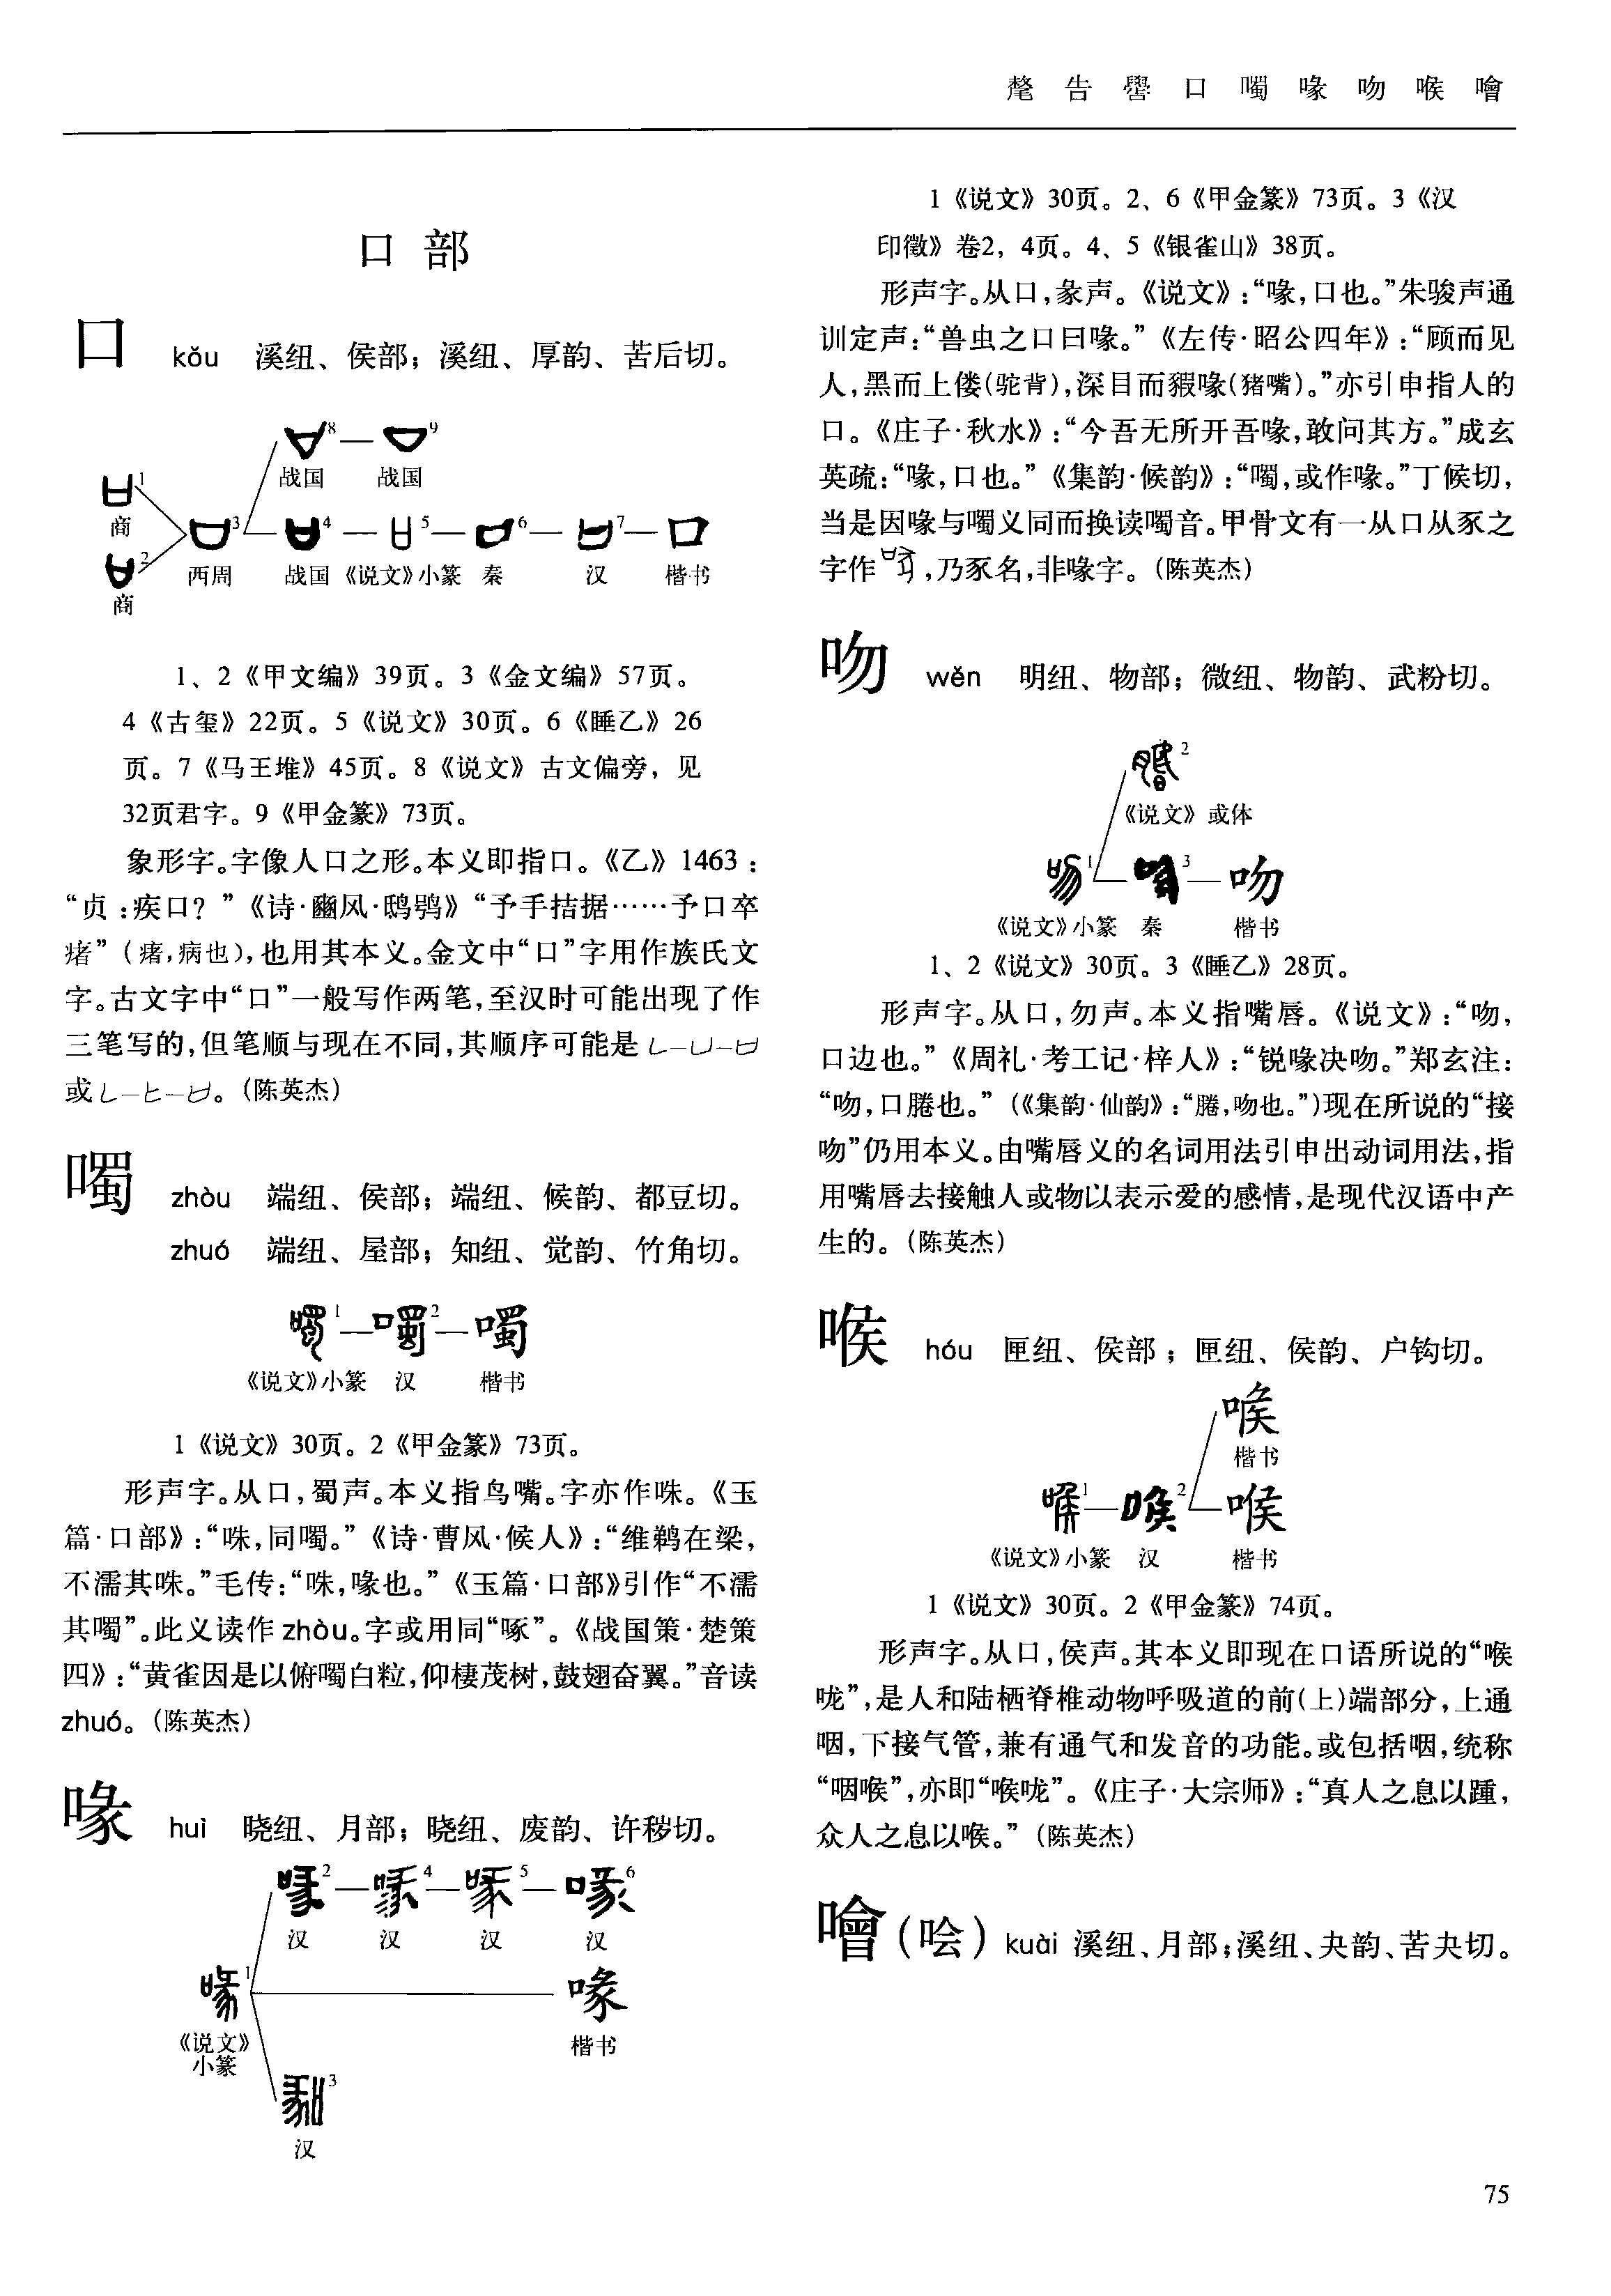 氂 告 嚳 口 噣 喙 吻 喉 噲
口 部
口 kǒu 溪纽、侯部；溪纽、厚韵、苦后切。
8 9
战国 战国
1
商
2
商
3 4 5 6 7 口
西周 战国 《说文》小篆 秦 汉 楷书
1、2《甲文编》39页。3《金文编》57页。
4《古玺》22页。5《说文》30页。6《睡乙》26
页。7《马王堆》45页。8《说文》古文偏旁，见
32页君字。9《甲金篆》73页。
象形字。字像人口之形。本义即指口。《乙》1463：
“贞：疾口？”《诗·豳风·鸱鸮》“予手拮据……予口卒
瘏”（瘏，病也），也用其本义。金文中“口”字用作族氏文
字。古文字中“口”一般写作两笔，至汉时可能出现了作
三笔写的，但笔顺与现在不同，其顺序可能是
或 。（陈英杰）
噣 zhòu 端纽、侯部；端纽、候韵、都豆切。
zhuó 端纽、屋部；知纽、觉韵、竹角切。
1 2 噣
《说文》小篆 汉 楷书
1《说文》30页。2《甲金篆》73页。
形声字。从口，蜀声。本义指鸟嘴。字亦作咮。《玉
篇·口部》：“咮，同噣。”《诗·曹风·候人》：“维鹈在梁，
不濡其咮。”毛传：“咮，喙也。”《玉篇·口部》引作“不濡
其噣”。此义读作 zhòu。字或用同“啄”。《战国策·楚策
四》：“黄雀因是以俯噣白粒，仰棲茂树，鼓翅奋翼。”音读
zhuó。（陈英杰）
喙 huì 晓纽、月部；晓纽、废韵、许秽切。
2 4 5 6
汉 汉 汉 汉
1 喙
《说文》 楷书
小篆
3
汉
1《说文》30页。2、6《甲金篆》73页。3《汉
印徵》卷2，4页。4、5《银雀山》38页。
形声字。从口，彖声。《说文》：“喙，口也。”朱骏声通
训定声：“兽虫之口曰喙。”《左传·昭公四年》：“顾而见
人，黑而上偻(驼背)，深目而豭喙(猪嘴)。”亦引申指人的
口。《庄子·秋水》：“今吾无所开吾喙，敢问其方。”成玄
英疏：“喙，口也。”《集韵·候韵》：“噣，或作喙。”丁候切，
当是因喙与噣义同而换读噣音。甲骨文有一从口从豕之
字作 ，乃豕名，非喙字。（陈英杰）
吻 wěn 明纽、物部；微纽、物韵、武粉切。
2
《说文》或体
1 3 吻
《说文》小篆 秦 楷书
1、2《说文》30页。3《睡乙》28页。
形声字。从口，勿声。本义指嘴唇。《说文》：“吻，
口边也。”《周礼·考工记·梓人》：“锐喙决吻。”郑玄注：
“吻，口腃也。”(《集韵·仙韵》：“腃，吻也。”)现在所说的“接
吻”仍用本义。由嘴唇义的名词用法引申出动词用法，指
用嘴唇去接触人或物以表示爱的感情，是现代汉语中产
生的。（陈英杰）
喉 hóu 匣纽、侯部；匣纽、侯韵、户钩切。
楷书
1 2 喉
《说文》小篆 汉 楷书
1《说文》30页。2《甲金篆》74页。
形声字。从口，侯声。其本义即现在口语所说的“喉
咙”，是人和陆栖脊椎动物呼吸道的前(上)端部分，上通
咽，下接气管，兼有通气和发音的功能。或包括咽，统称
“咽喉”，亦即“喉咙”。《庄子·大宗师》：“真人之息以踵，
众人之息以喉。”（陈英杰）
噲（哙）kuài 溪纽、月部；溪纽、夬韵、苦夬切。
75